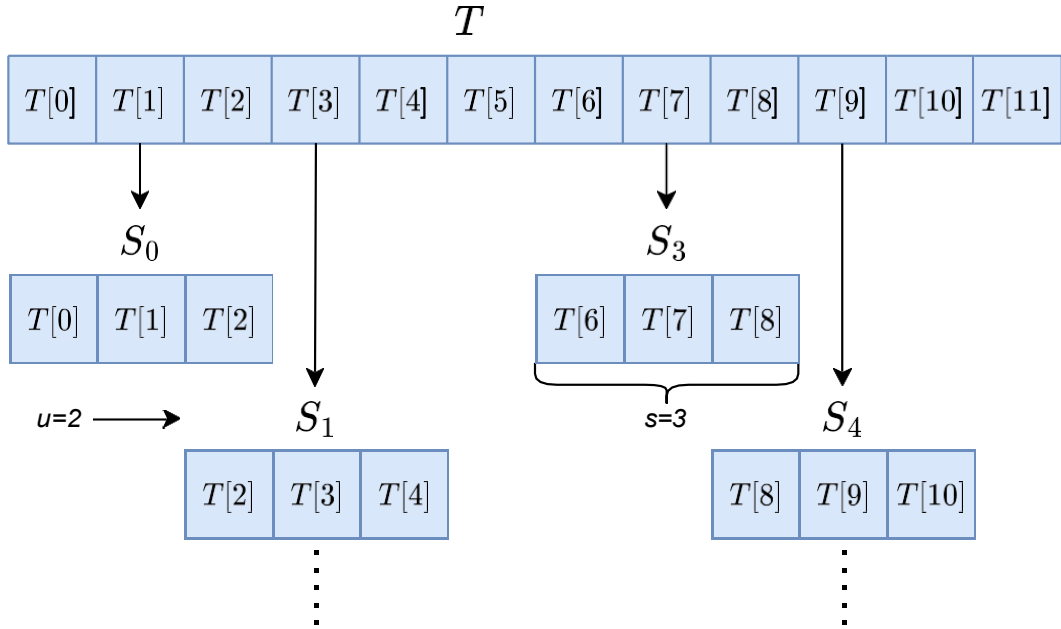 T
T[0] T[1] T[2] T[3] T[4] T[5] T[6] T[7] T[8] T[9] T[10] T[11]
S₀ S₃
T[0] T[1] T[2] T[6] T[7] T[8]
u=2 S₁ s=3 S₄
T[2] T[3] T[4] T[8] T[9] T[10]